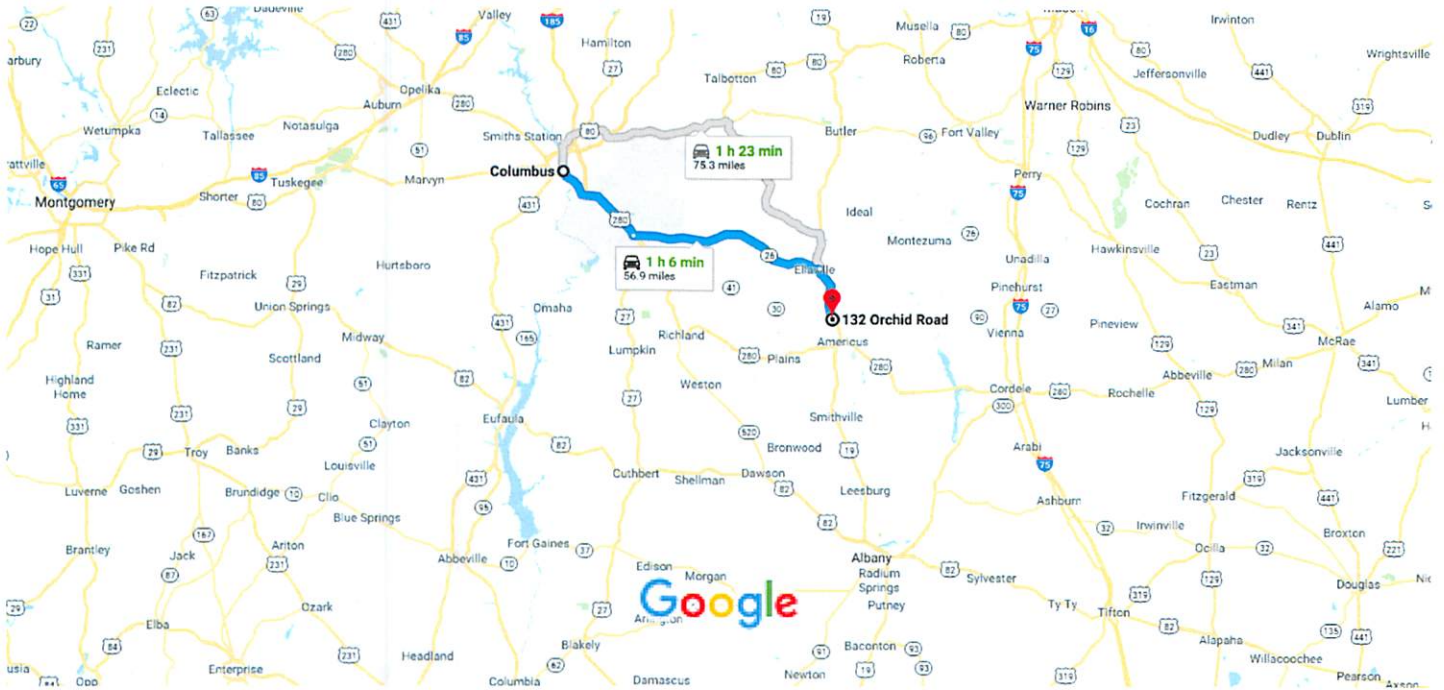 Dadeville
Valley
Hamilton
Musella
Irwinton
Wrightsville
Talbotton
Roberta
Jeffersonville
Eclectic
Opelika
Auburn
Warner Robins
Wetumpka
Tallassee
Notasulga
Smiths Station
Butler
Fort Valley
Dudley
Dublin
1 h 23 min
75.3 miles
Columbus
Tuskegee
Marvyn
Perry
Montgomery
Shorter
Cochran
Chester
Rentz
Ideal
Hope Hull
Pike Rd
Montezuma
Hawkinsville
Hurtsboro
1 h 6 min
56.9 miles
Ellaville
Unadilla
Fitzpatrick
Eastman
Pinehurst
Union Springs
Omaha
132 Orchid Road
Alamo
Vienna
Pineview
Ramer
Midway
Richland
Americus
McRae
Scottland
Lumpkin
Plains
Milan
Highland
Home
Weston
Cordele
Rochelle
Abbeville
Lumber
Clayton
Eufaula
Smithville
Troy
Banks
Bronwood
Arabi
Jacksonville
Louisville
Cuthbert
Shellman
Dawson
Luverne
Goshen
Brundidge
Clio
Leesburg
Ashburn
Fitzgerald
Blue Springs
Irwinville
Broxton
Brantley
Jack
Ariton
Abbeville
Fort Gaines
Albany
Ocilla
Edison
Morgan
Radium
Springs
Sylvester
Douglas
Google
Putney
Ty Ty
Tifton
Ozark
Elba
Blakely
Baconton
Alapaha
Enterprise
Headland
Willacoochee
Opp
Columbia
Damascus
Newton
Pearson
Axson